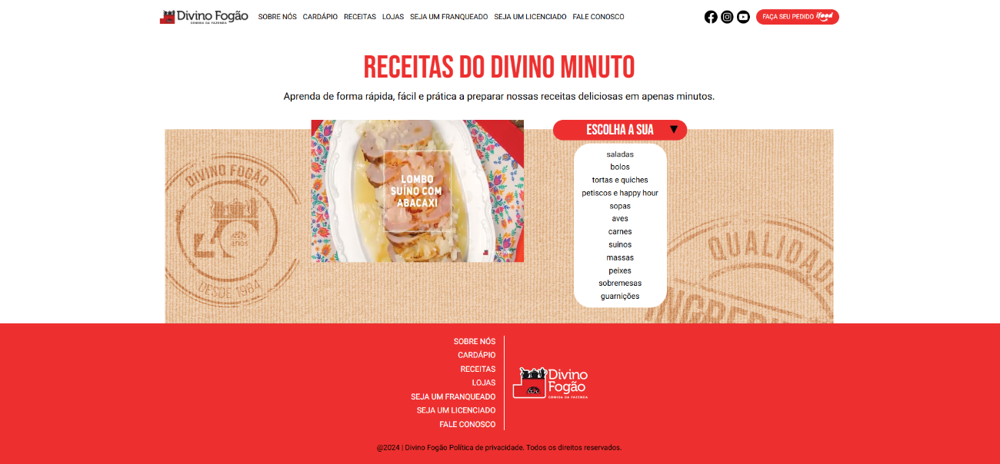 Divino Fogão
COMIDA DA FAZENDA
SOBRE NÓS CARDÁPIO RECEITAS LOJAS SEJA UM FRANQUEADO SEJA UM LICENCIADO FALE CONOSCO
FAÇA SEU PEDIDO ifood
RECEITAS DO DIVINO MINUTO
Aprenda de forma rápida, fácil e prática a preparar nossas receitas deliciosas em apenas minutos.
DIVINO FOGÃO
anos
DESDE 1984
LOMBO
SUÍNO COM
ABACAXI
ESCOLHA A SUA
saladas
bolos
tortas e quiches
petiscos e happy hour
sopas
aves
carnes
suinos
massas
peixes
sobremesas
guarnições
QUALIDADE
INGREDI
SOBRE NÓS
CARDÁPIO
RECEITAS
LOJAS
SEJA UM FRANQUEADO
SEJA UM LICENCIADO
FALE CONOSCO
Divino
Fogão
COMIDA DA FAZENDA
@2024 | Divino Fogão Política de privacidade. Todos os direitos reservados.